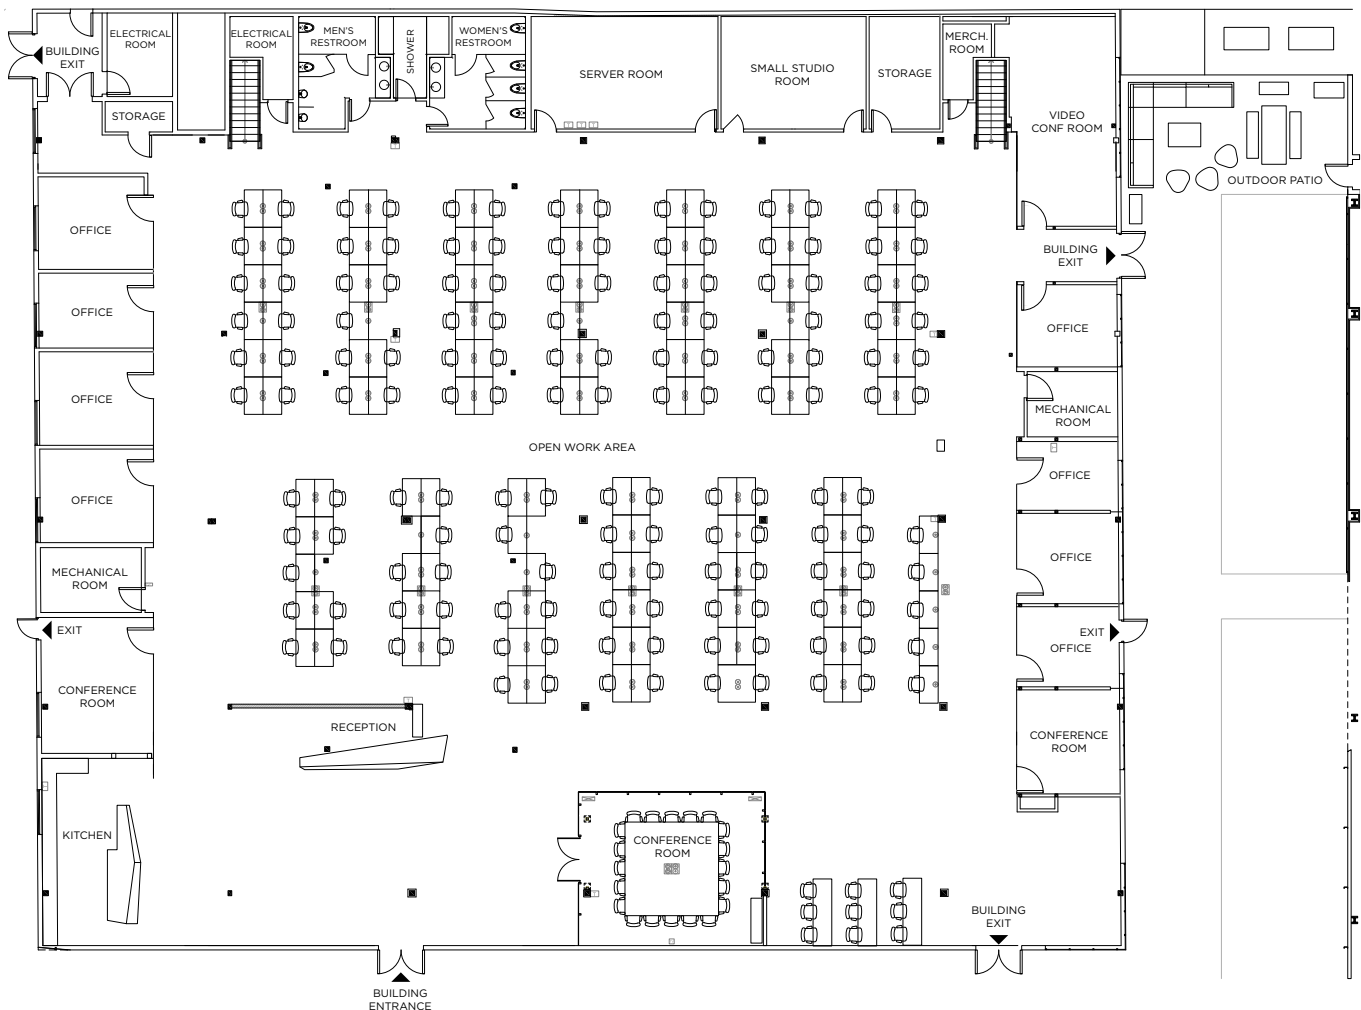 BUILDING
EXIT
ELECTRICAL
ROOM
STORAGE
ELECTRICAL
ROOM
MEN'S
RESTROOM
SHOWER
WOMEN'S
RESTROOM
SERVER ROOM
SMALL STUDIO
ROOM
STORAGE
MERCH.
ROOM
VIDEO
CONF ROOM
OUTDOOR PATIO
OFFICE
BUILDING
EXIT
OFFICE
OFFICE
OFFICE
MECHANICAL
ROOM
OPEN WORK AREA
OFFICE
OFFICE
OFFICE
MECHANICAL
ROOM
EXIT
EXIT
OFFICE
CONFERENCE
ROOM
RECEPTION
CONFERENCE
ROOM
KITCHEN
CONFERENCE
ROOM
BUILDING
EXIT
BUILDING
ENTRANCE